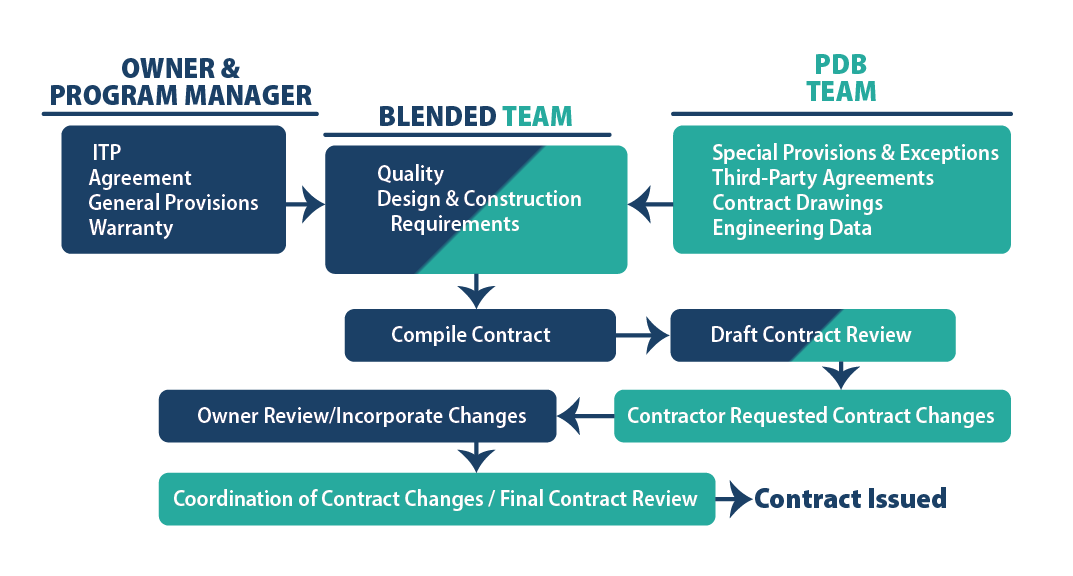 OWNER &
PROGRAM MANAGER
ITP
Agreement
General Provisions
Warranty
BLENDED TEAM
Quality
Design & Construction
Requirements
PDB
TEAM
Special Provisions & Exceptions
Third-Party Agreements
Contract Drawings
Engineering Data
Compile Contract
Draft Contract Review
Contractor Requested Contract Changes
Owner Review/Incorporate Changes
Coordination of Contract Changes / Final Contract Review
Contract Issued